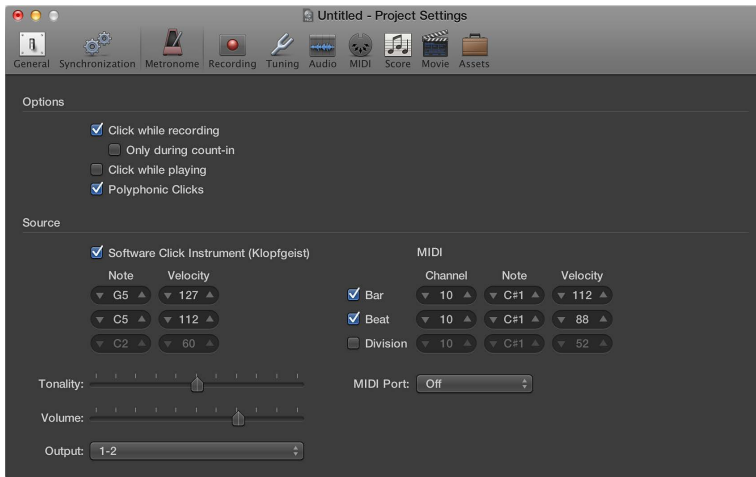 Untitled - Project Settings
General Synchronization Metronome Recording Tuning Audio MIDI Score Movie Assets
Options
Click while recording
Only during count-in
Click while playing
Polyphonic Clicks
Source
Software Click Instrument (Klopfgeist) MIDI
Note Velocity Channel Note Velocity
G5 127 Bar 10 C#1 112
C5 112 Beat 10 C#1 88
C2 60 Division 10 C#1 52
Tonality: MIDI Port: Off
Volume:
Output: 1-2